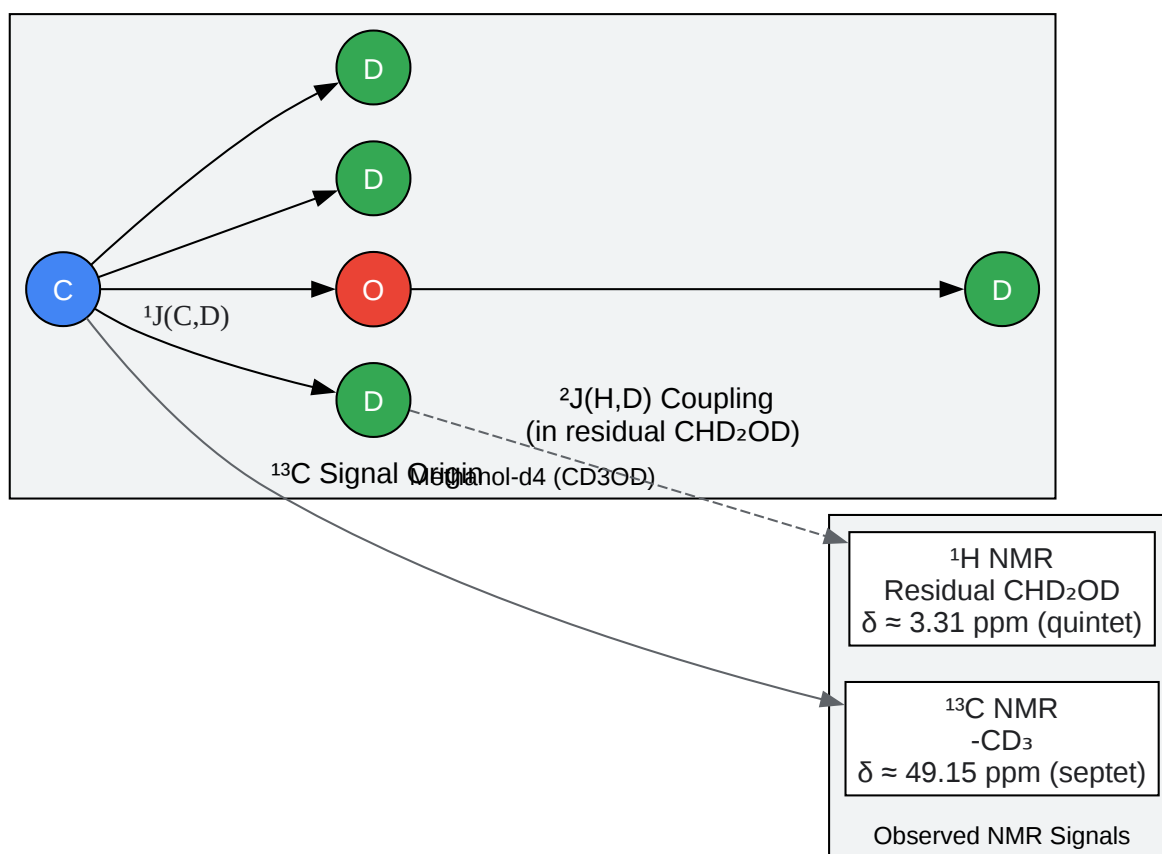 D
D
C
O
D
¹J(C,D)
D
²J(H,D) Coupling
(in residual CHD₂OD)
¹³C Signal Origin
Methanol-d4 (CD3OD)
¹H NMR
Residual CHD₂OD
δ ≈ 3.31 ppm (quintet)
¹³C NMR
-CD₃
δ ≈ 49.15 ppm (septet)
Observed NMR Signals